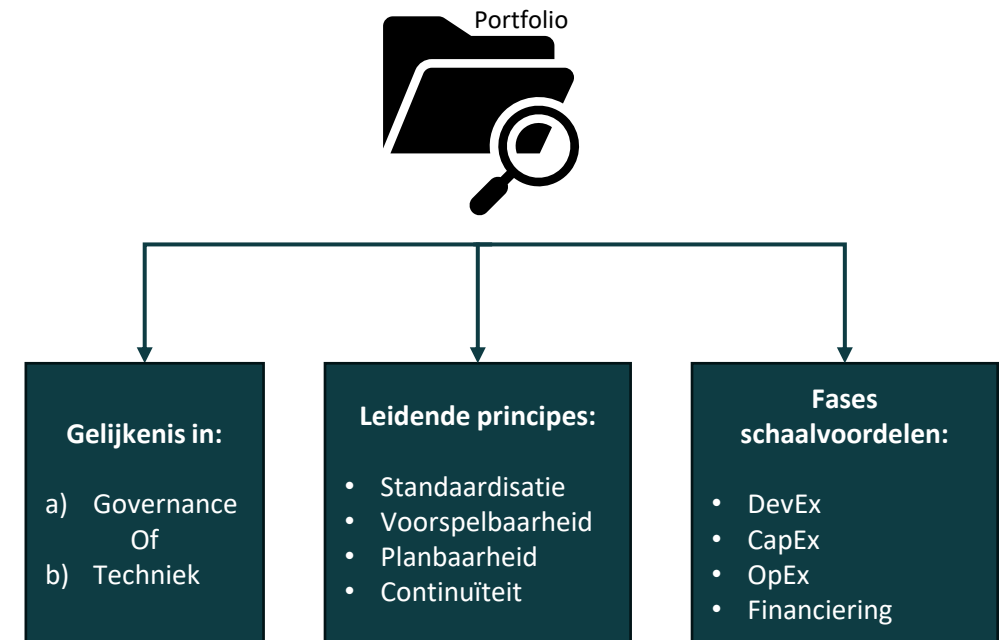 Portfolio
Gelijkenis in:
a) Governance
Of
b) Techniek
Leidende principes:
• Standaardisatie
• Voorspelbaarheid
• Planbaarheid
• Continuïteit
Fases
schaalvoordelen:
• DevEx
• CapEx
• OpEx
• Financiering